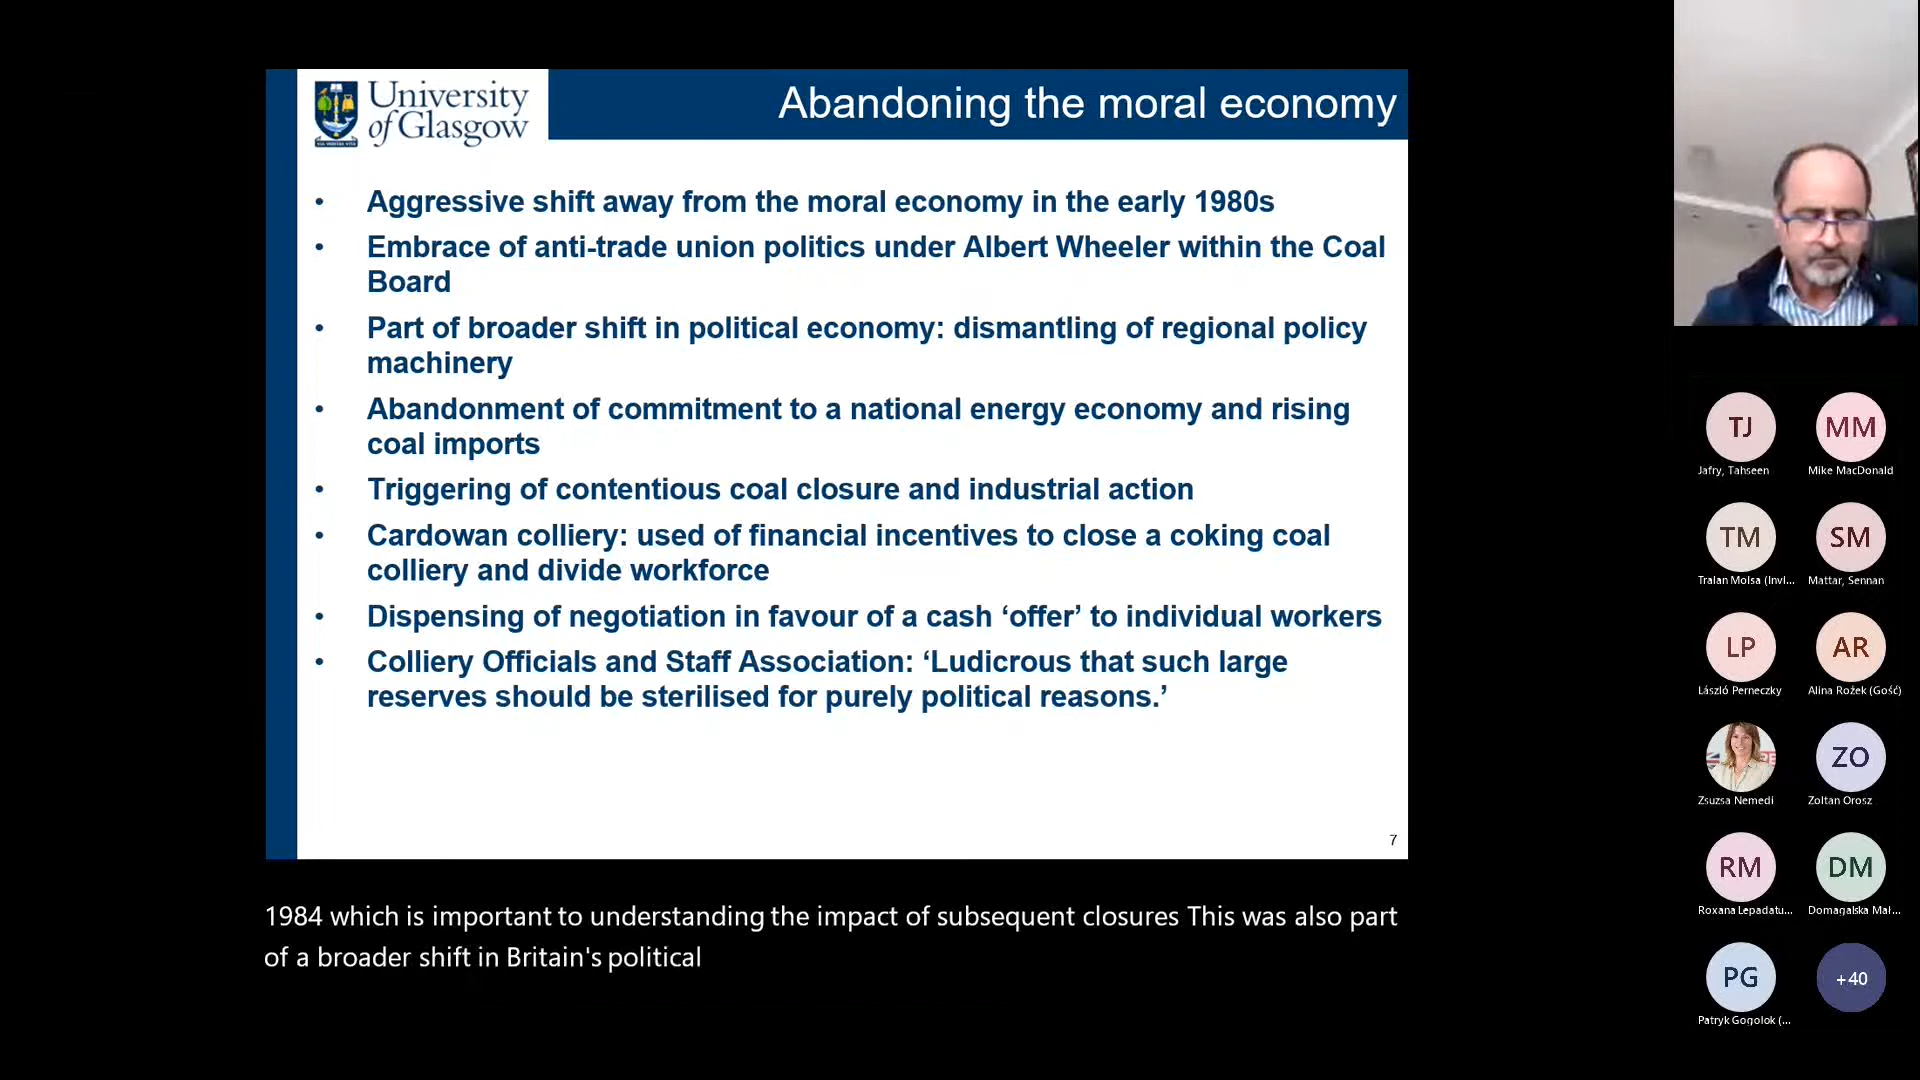 University
of Glasgow
Abandoning the moral economy
• Aggressive shift away from the moral economy in the early 1980s
• Embrace of anti-trade union politics under Albert Wheeler within the Coal
Board
• Part of broader shift in political economy: dismantling of regional policy
machinery
• Abandonment of commitment to a national energy economy and rising
coal imports
• Triggering of contentious coal closure and industrial action
• Cardowan colliery: used of financial incentives to close a coking coal
colliery and divide workforce
• Dispensing of negotiation in favour of a cash ‘offer’ to individual workers
• Colliery Officials and Staff Association: ‘Ludicrous that such large
reserves should be sterilised for purely political reasons.’
7
1984 which is important to understanding the impact of subsequent closures This was also part
of a broader shift in Britain's political
TJ
Jafry, Tahseen
MM
Mike MacDonald
TM
Traian Moisa (Invi...
SM
Mattar, Sennan
LP
László Perneczky
AR
Alina Rożek (Gość)
Zsuzsa Nemedi
ZO
Zoltan Orosz
RM
Roxana Lepadatu...
DM
Domagalska Mał...
PG
Patryk Gogolok (...
+40